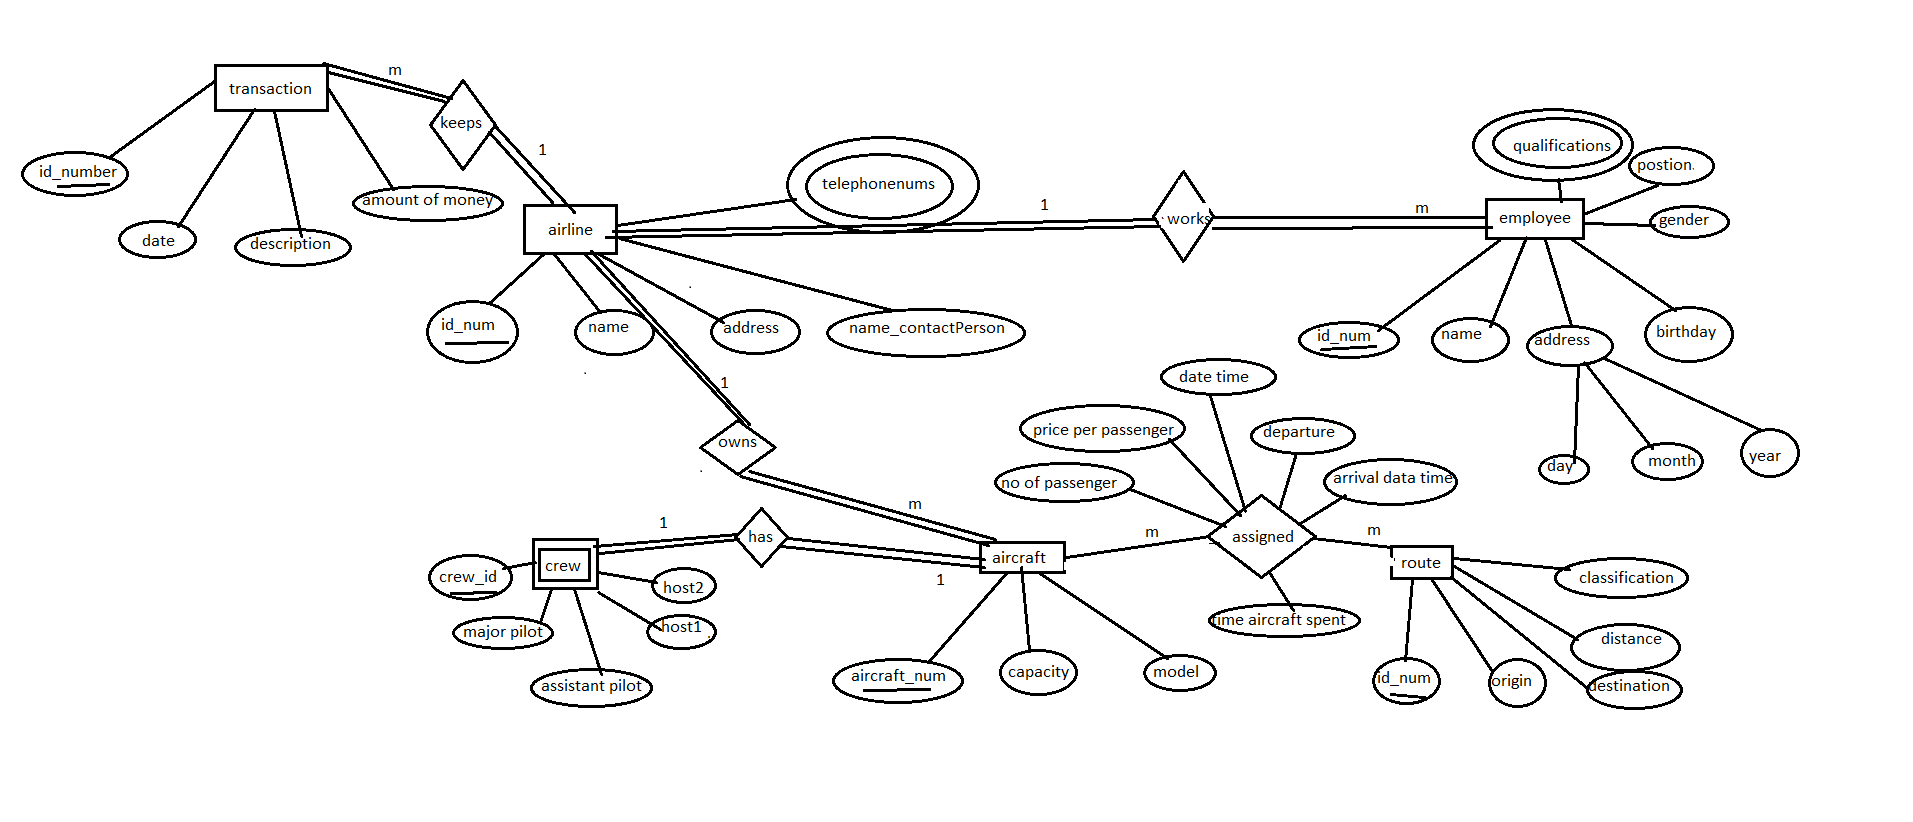 m
transaction
keeps
id_number
1
amount of money
date
description
telephonenums
airline
1
works
m
qualifications
postion.
employee
gender
id_num
name
address
name_contactPerson
id_num
name
address
birthday
day
month
year
1
owns
m
date time
price per passenger
departure
no of passenger
arrival data time
1
has
1
crew
crew_id
host2
host1
major pilot
assistant pilot
aircraft
m
assigned
m
route
time aircraft spent
aircraft_num
capacity
model
classification
distance
id_num
origin
destination